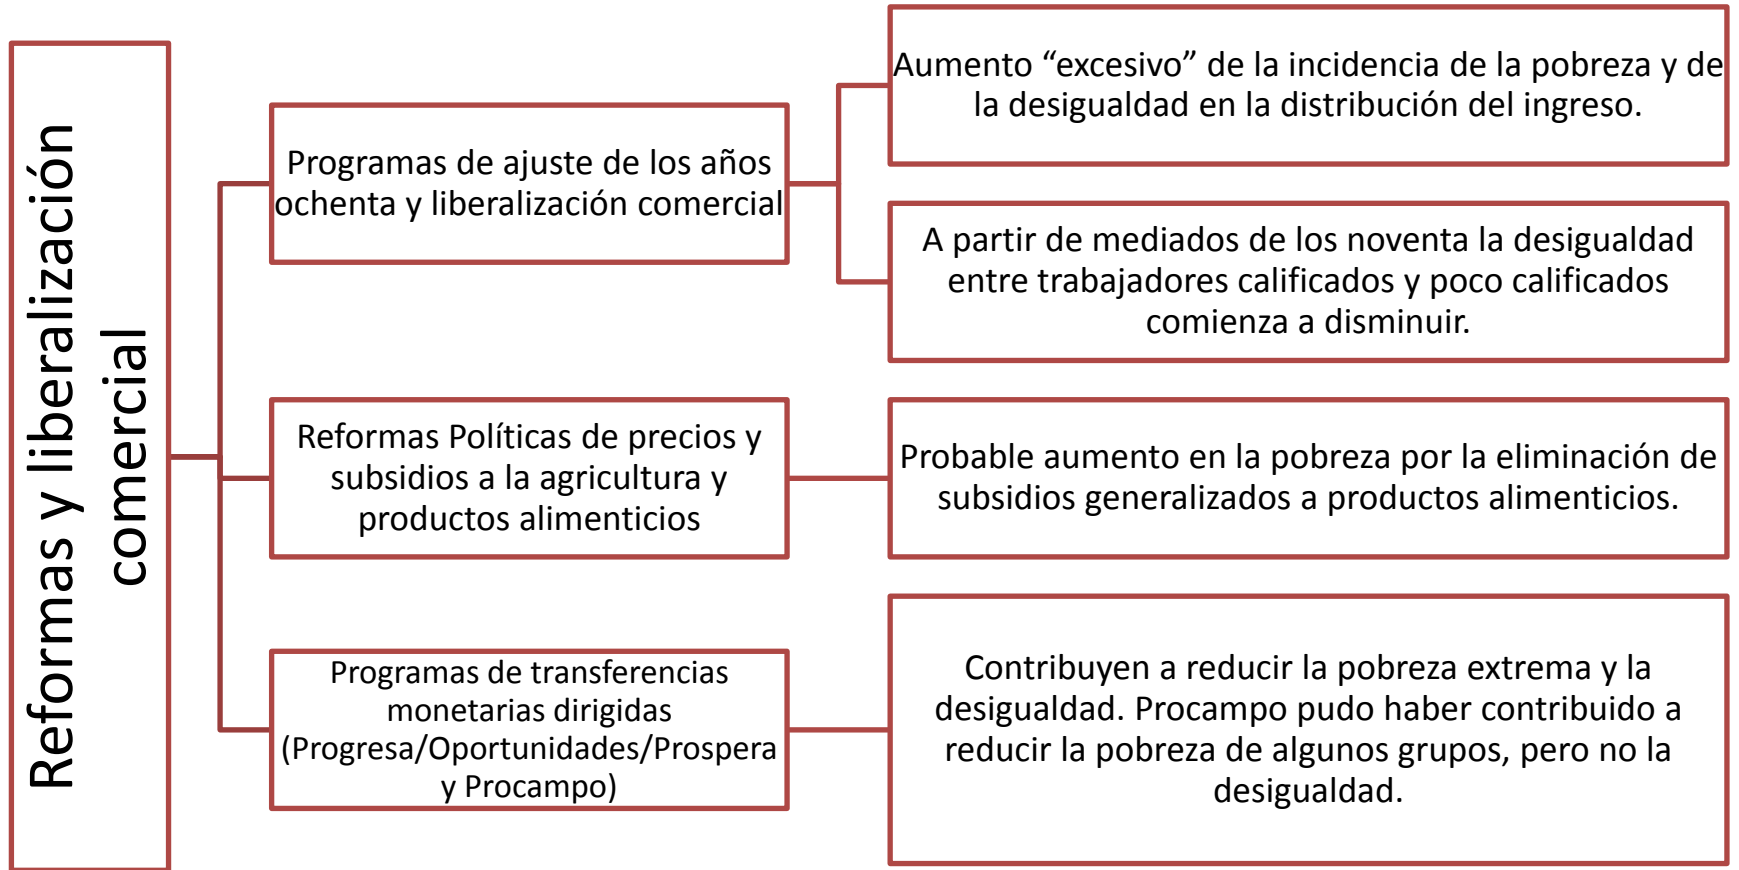 Reformas y liberalización
comercial
Programas de ajuste de los años
ochenta y liberalización comercial
Aumento “excesivo” de la incidencia de la pobreza y de
la desigualdad en la distribución del ingreso.
A partir de mediados de los noventa la desigualdad
entre trabajadores calificados y poco calificados
comienza a disminuir.
Reformas Políticas de precios y
subsidios a la agricultura y
productos alimenticios
Probable aumento en la pobreza por la eliminación de
subsidios generalizados a productos alimenticios.
Programas de transferencias
monetarias dirigidas
(Progresa/Oportunidades/Prospera
y Procampo)
Contribuyen a reducir la pobreza extrema y la
desigualdad. Procampo pudo haber contribuido a
reducir la pobreza de algunos grupos, pero no la
desigualdad.